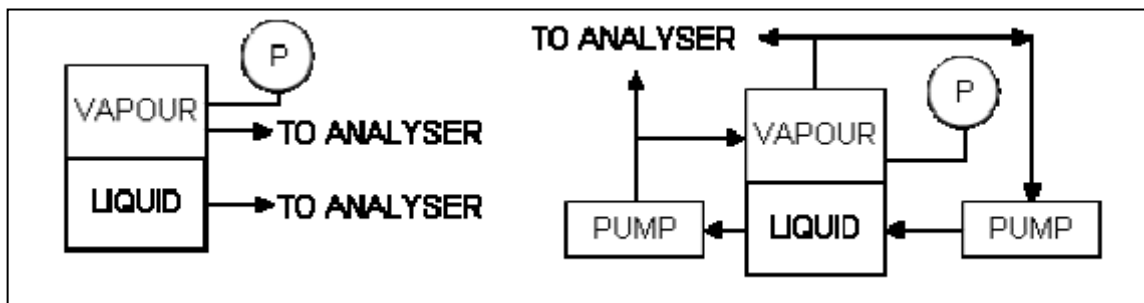 P
VAPOUR
TO ANALYSER
LIQUID
TO ANALYSER
TO ANALYSER
P
VAPOUR
PUMP
LIQUID
PUMP